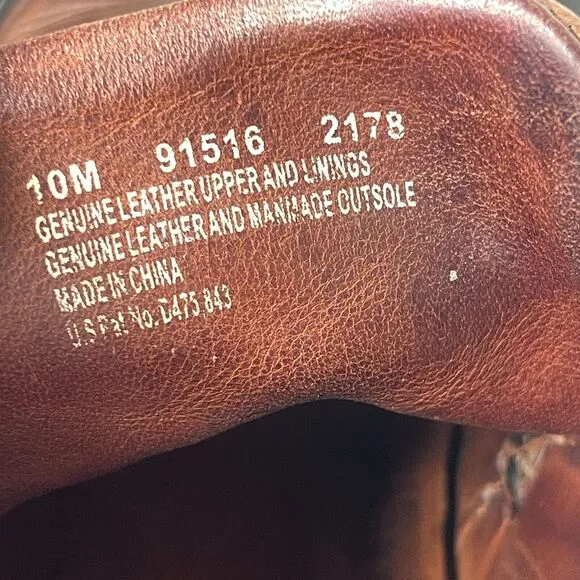 10M 91516 2178
GENUINE LEATHER UPPER AND LININGS
GENUINE LEATHER AND MANMADE OUTSOLE
MADE IN CHINA
U.S Pat No. D475,843